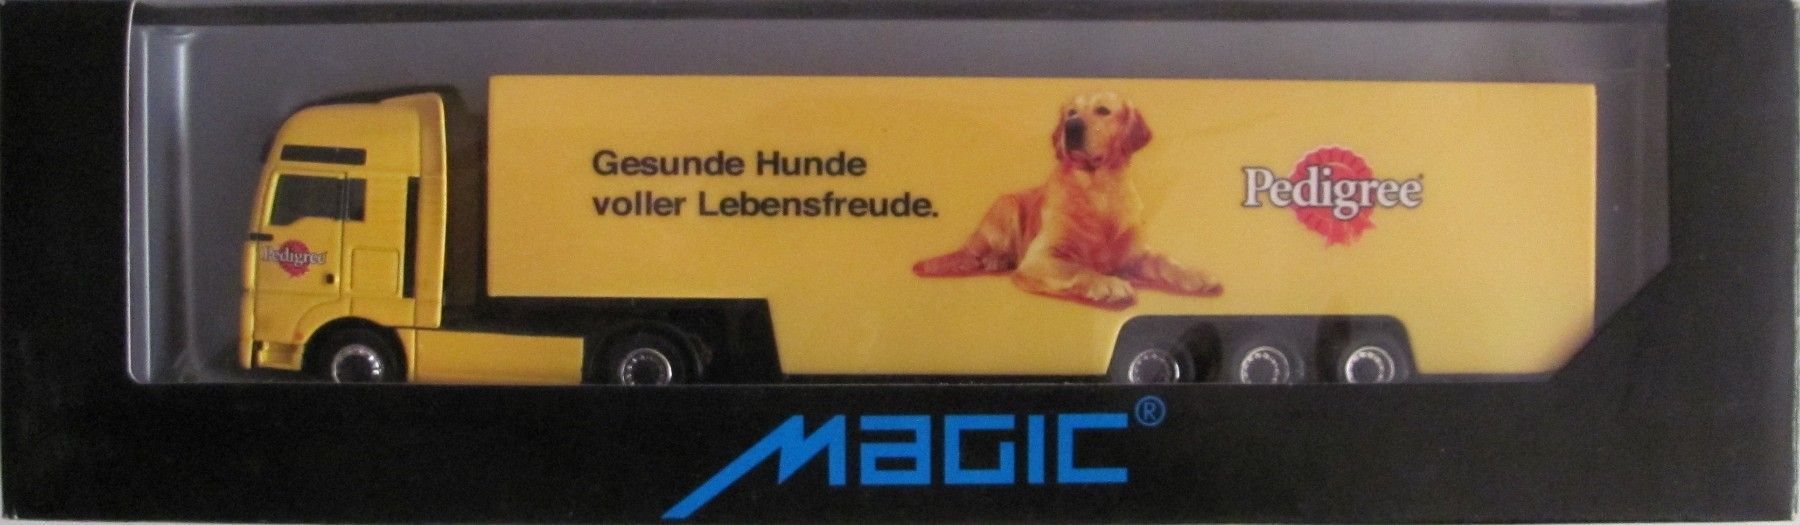 Gesunde Hunde
voller Lebensfreude.
Pedigree
Pedigree
MAGIC®